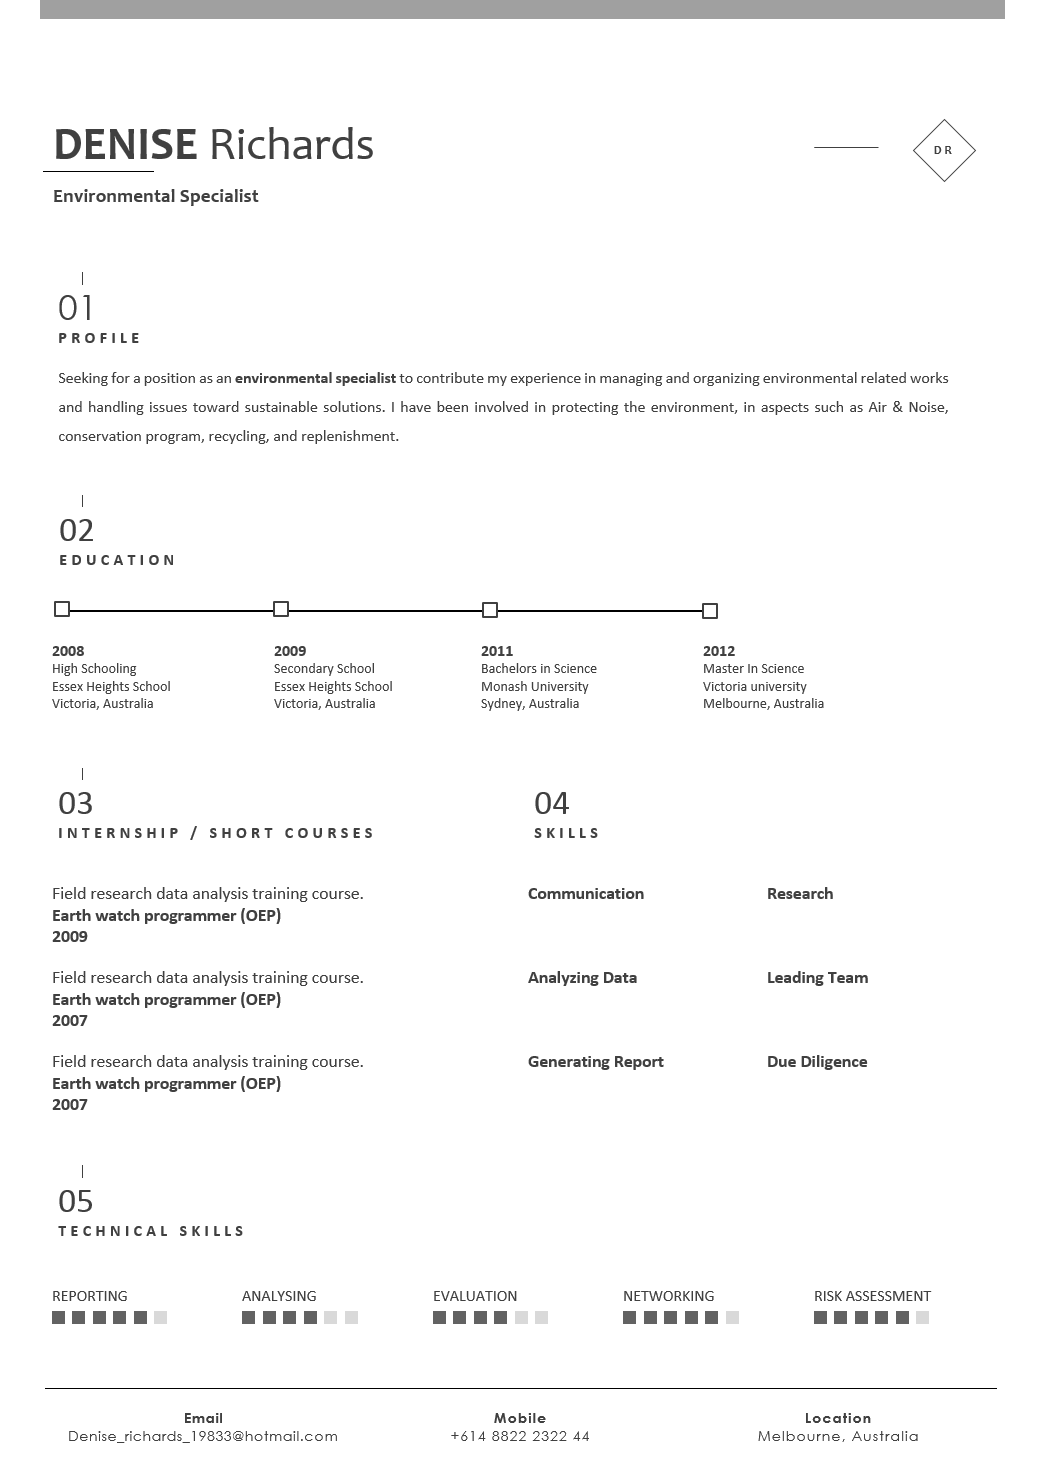 DENISE Richards
DR
Environmental Specialist
01
PROFILE
Seeking for a position as an environmental specialist to contribute my experience in managing and organizing environmental related works
and handling issues toward sustainable solutions. I have been involved in protecting the environment, in aspects such as Air & Noise,
conservation program, recycling, and replenishment.
02
EDUCATION
2008
High Schooling
Essex Heights School
Victoria, Australia
2009
Secondary School
Essex Heights School
Victoria, Australia
2011
Bachelors in Science
Monash University
Sydney, Australia
2012
Master In Science
Victoria university
Melbourne, Australia
03
INTERNSHIP / SHORT COURSES
Field research data analysis training course.
Earth watch programmer (OEP)
2009
Field research data analysis training course.
Earth watch programmer (OEP)
2007
Field research data analysis training course.
Earth watch programmer (OEP)
2007
04
SKILLS
Communication
Research
Analyzing Data
Leading Team
Generating Report
Due Diligence
05
TECHNICAL SKILLS
REPORTING
ANALYSING
EVALUATION
NETWORKING
RISK ASSESSMENT
Email
Denise_richards_19833@hotmail.com
Mobile
+614 8822 2322 44
Location
Melbourne, Australia